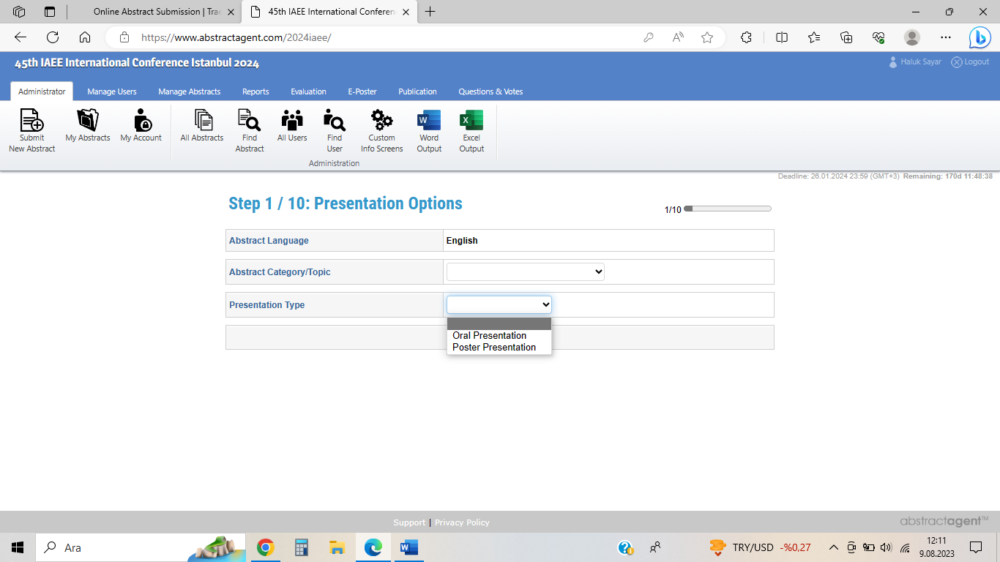 Online Abstract Submission | Trae
45th IAEE International Conferen
https://www.abstractagent.com/2024iaee/
45th IAEE International Conference Istanbul 2024
Haluk Sayar
Logout
Administrator
Manage Users
Manage Abstracts
Reports
Evaluation
E-Poster
Publication
Questions & Votes
Submit
New Abstract
My Abstracts
My Account
All Abstracts
Find
Abstract
All Users
Find
User
Custom
Info Screens
Word
Output
Excel
Output
Administration
Deadline: 26.01.2024 23:59 (GMT+3) Remaining: 170d 11:48:38
Step 1 / 10: Presentation Options
1/10
Abstract Language
English
Abstract Category/Topic
Presentation Type
Oral Presentation
Poster Presentation
Support | Privacy Policy
abstractagent™
Ara
TRY/USD -%0,27
12:11
9.08.2023